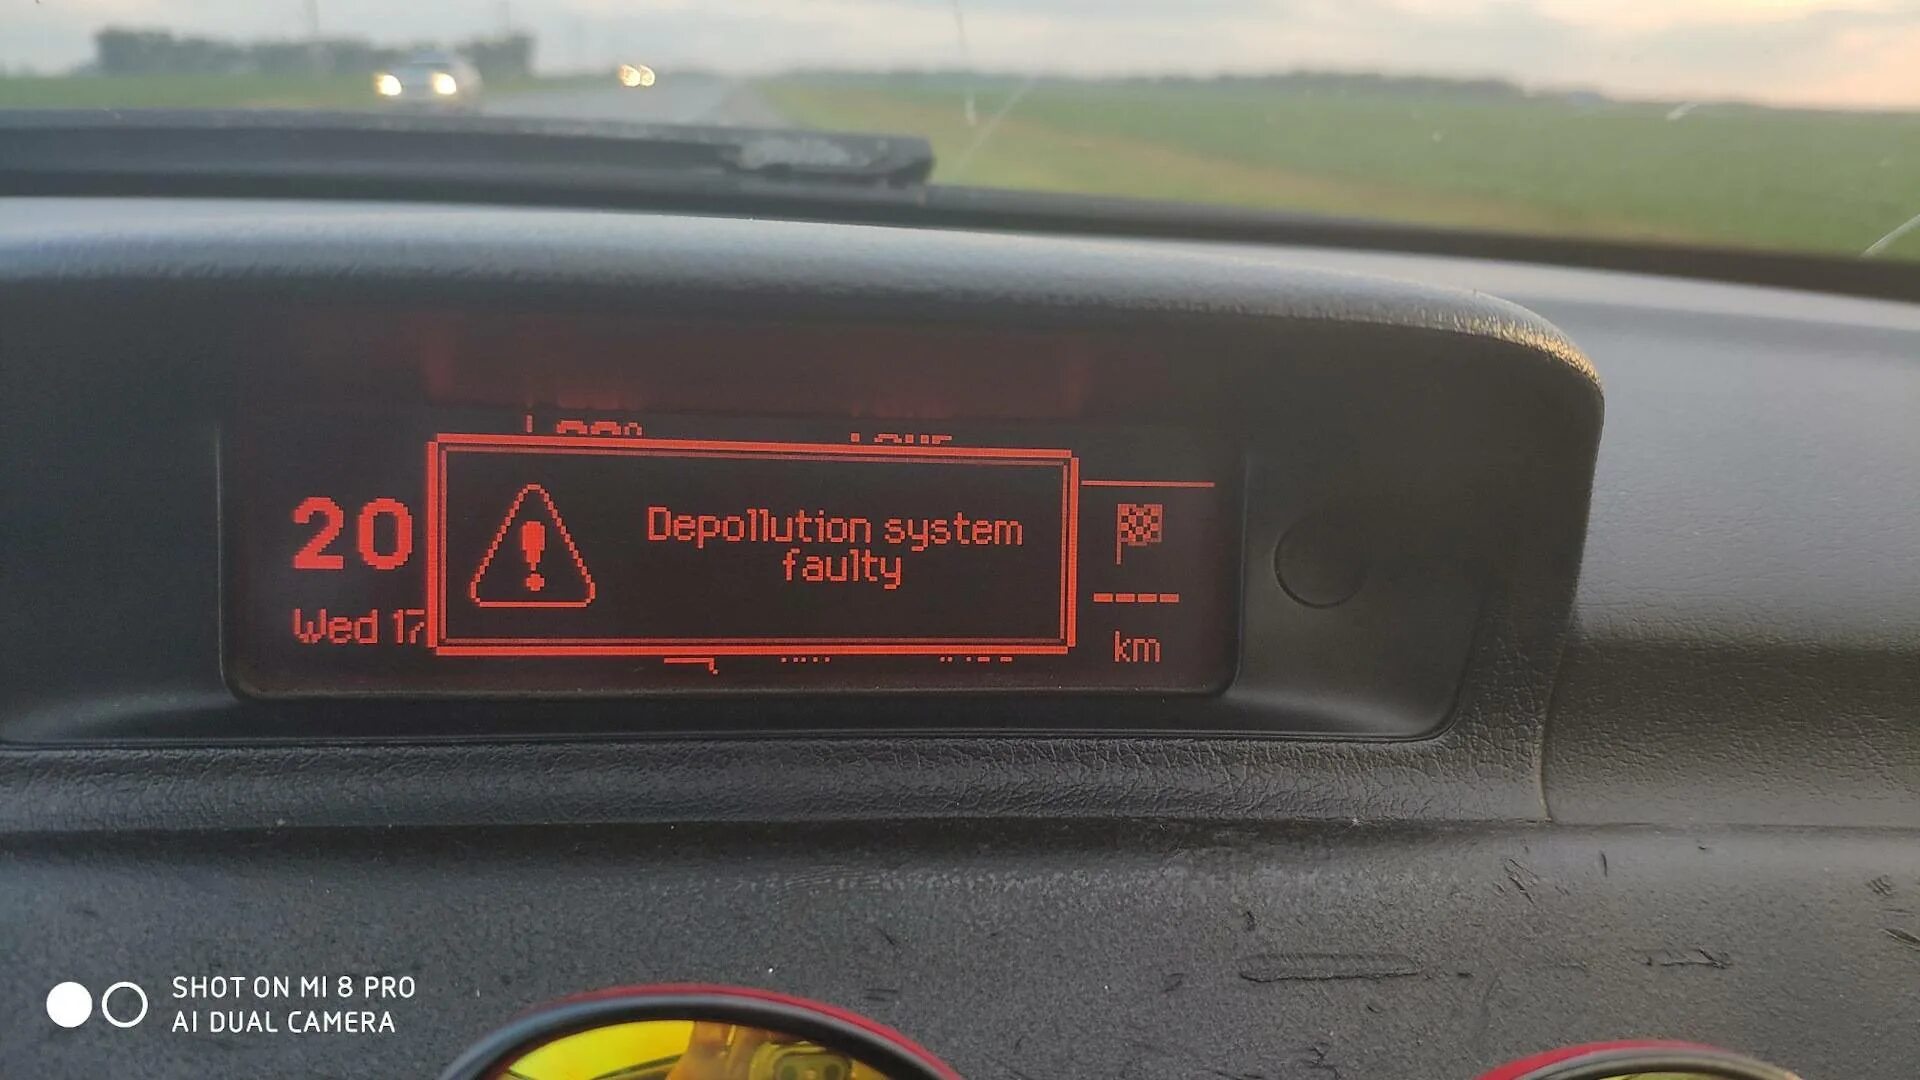 20
Wed 17
Depollution system
faulty
----
km
SHOT ON MI 8 PRO
AI DUAL CAMERA